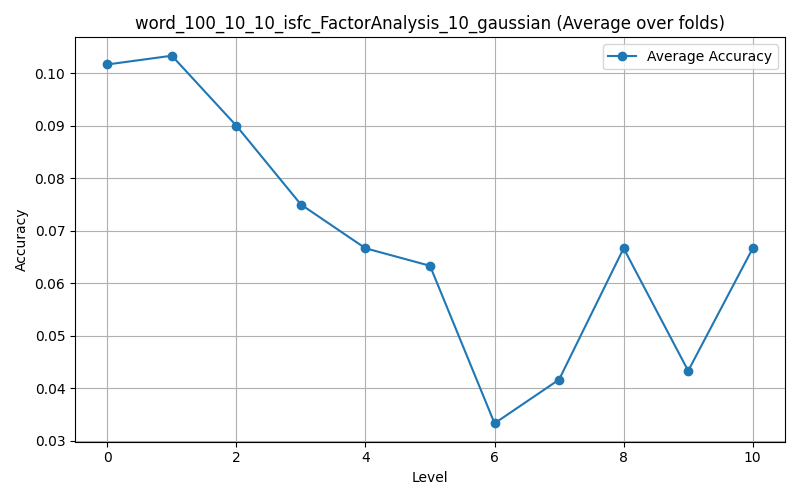 word_100_10_10_isfc_FactorAnalysis_10_gaussian (Average over folds)
Average Accuracy
0.10
0.09
0.08
0.07
0.06
0.05
0.04
0.03
Accuracy
0 2 4 6 8 10
Level